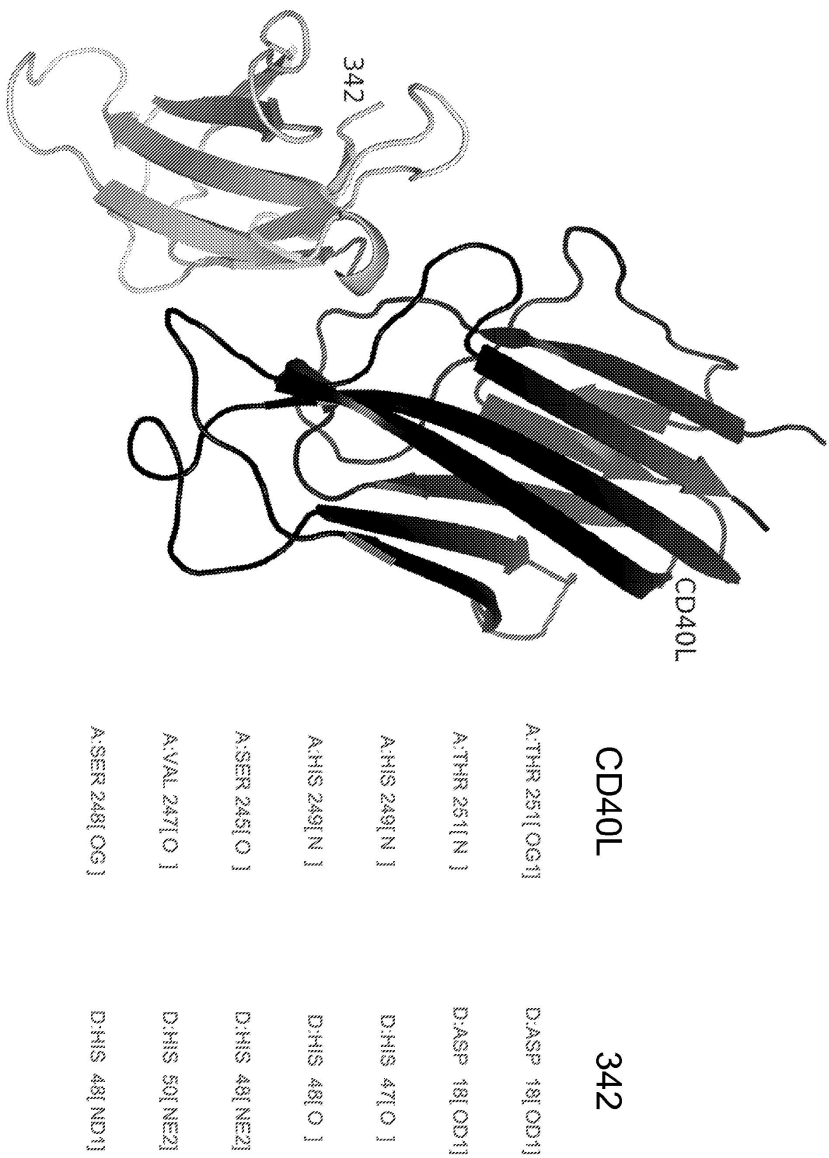 342
CD40L
CD40L 342
A:THR 251[ OG1] D:ASP 18[ OD1]
A:THR 251[ N ] D:ASP 18[ OD1]
A:HIS 249[ N ] D:HIS 47[ O ]
A:HIS 249[ N ] D:HIS 48[ O ]
A:SER 245[ O ] D:HIS 48[ NE2]
A:VAL 247[ O ] D:HIS 50[ NE2]
A:SER 248[ OG ] D:HIS 48[ ND1]